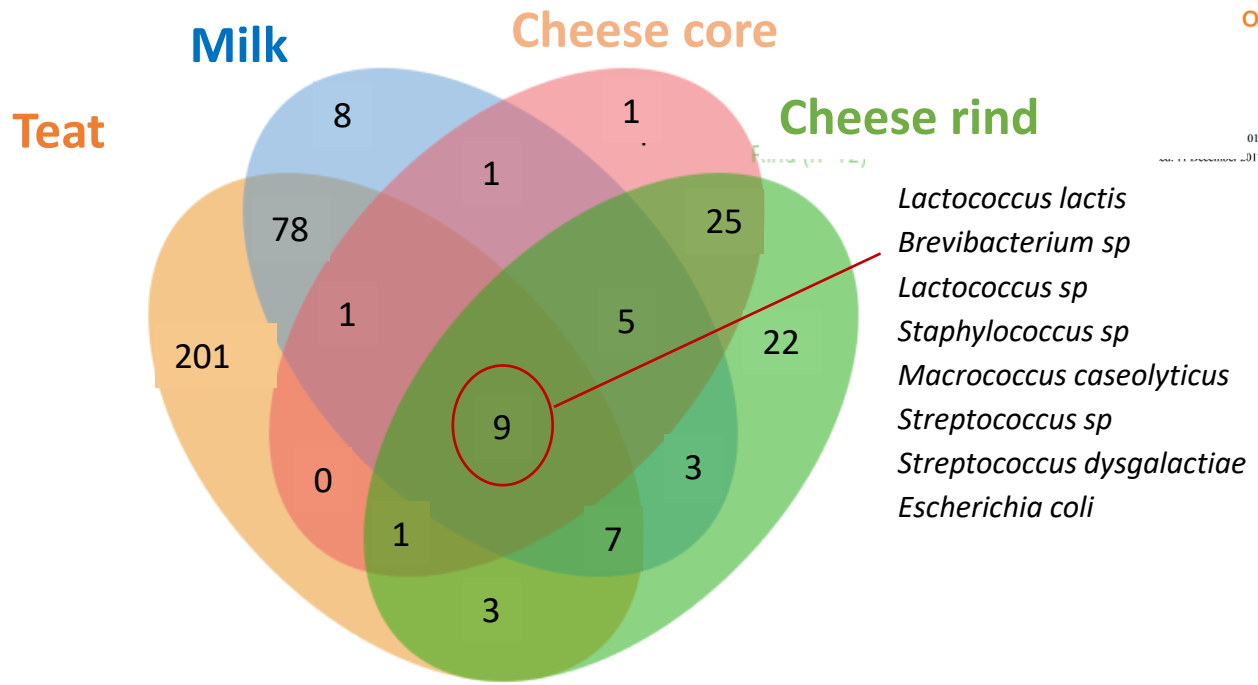 Milk
Cheese core
Teat
Cheese rind
8
1
1
78
25
1
5
22
201
9
0
3
1
7
3
Lactococcus lactis
Brevibacterium sp
Lactococcus sp
Staphylococcus sp
Macrococcus caseolyticus
Streptococcus sp
Streptococcus dysgalactiae
Escherichia coli